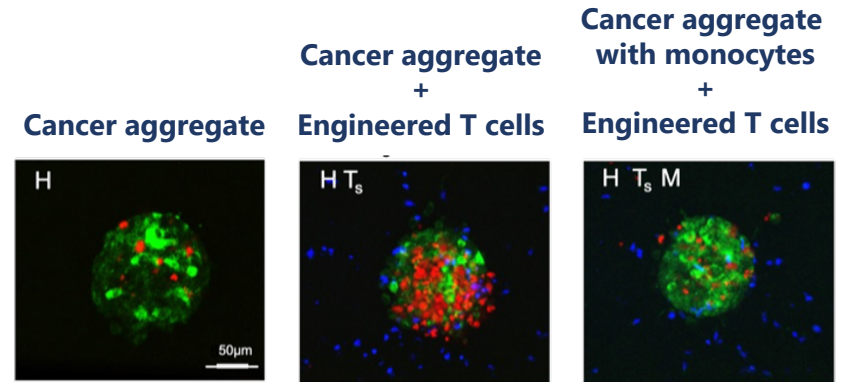 Cancer aggregate
Cancer aggregate
+
Engineered T cells
Cancer aggregate
with monocytes
+
Engineered T cells
H
50µm
H Ts
H Ts M